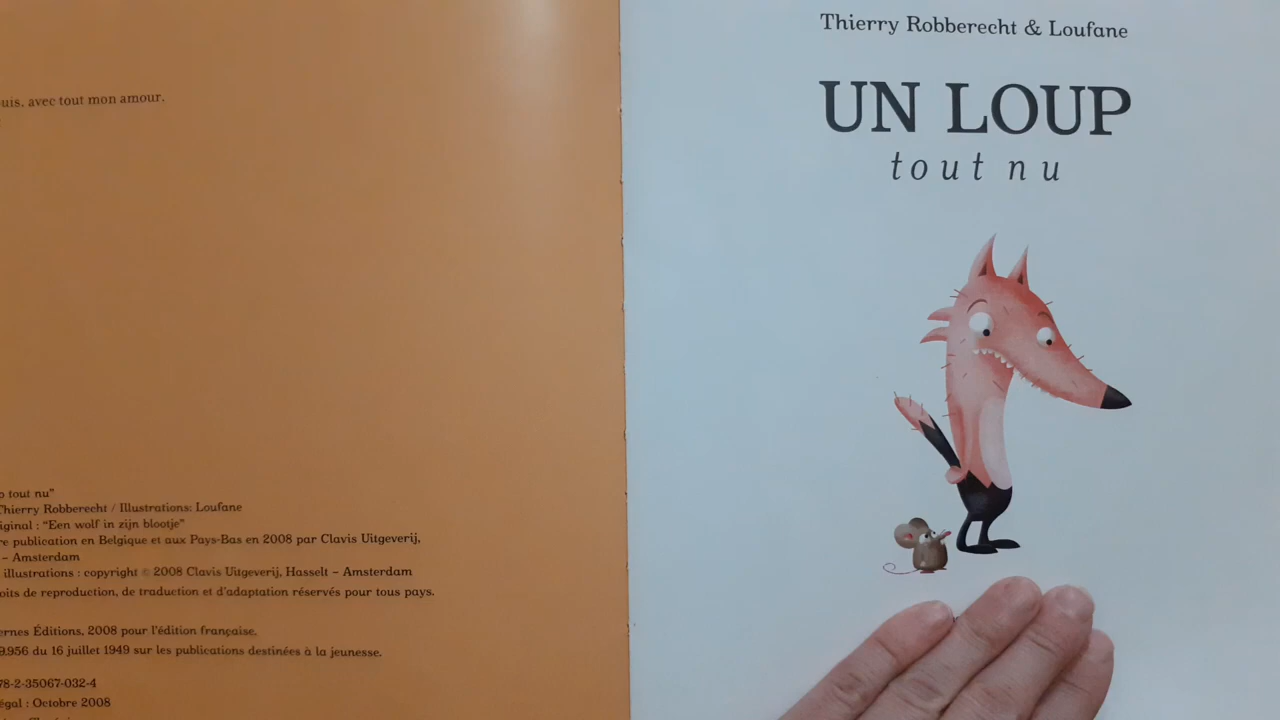 uis, avec tout mon amour.
o tout nu"
Thierry Robberecht / Illustrations: Loufane
iginal : "Een wolf in zijn blootje"
re publication en Belgique et aux Pays-Bas en 2008 par Clavis Uitgeverij,
– Amsterdam
illustrations : copyright © 2008 Clavis Uitgeverij, Hasselt – Amsterdam
oits de reproduction, de traduction et d'adaptation réservés pour tous pays.
ernes Éditions, 2008 pour l'édition française.
9.956 du 16 juillet 1949 sur les publications destinées à la jeunesse.
78-2-35067-032-4
égal : Octobre 2008
Thierry Robberecht & Loufane
UN LOUP
tout nu